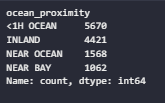 ocean_proximity
<1H OCEAN     5670
INLAND        4421
NEAR OCEAN    1568
NEAR BAY      1062
Name: count, dtype: int64